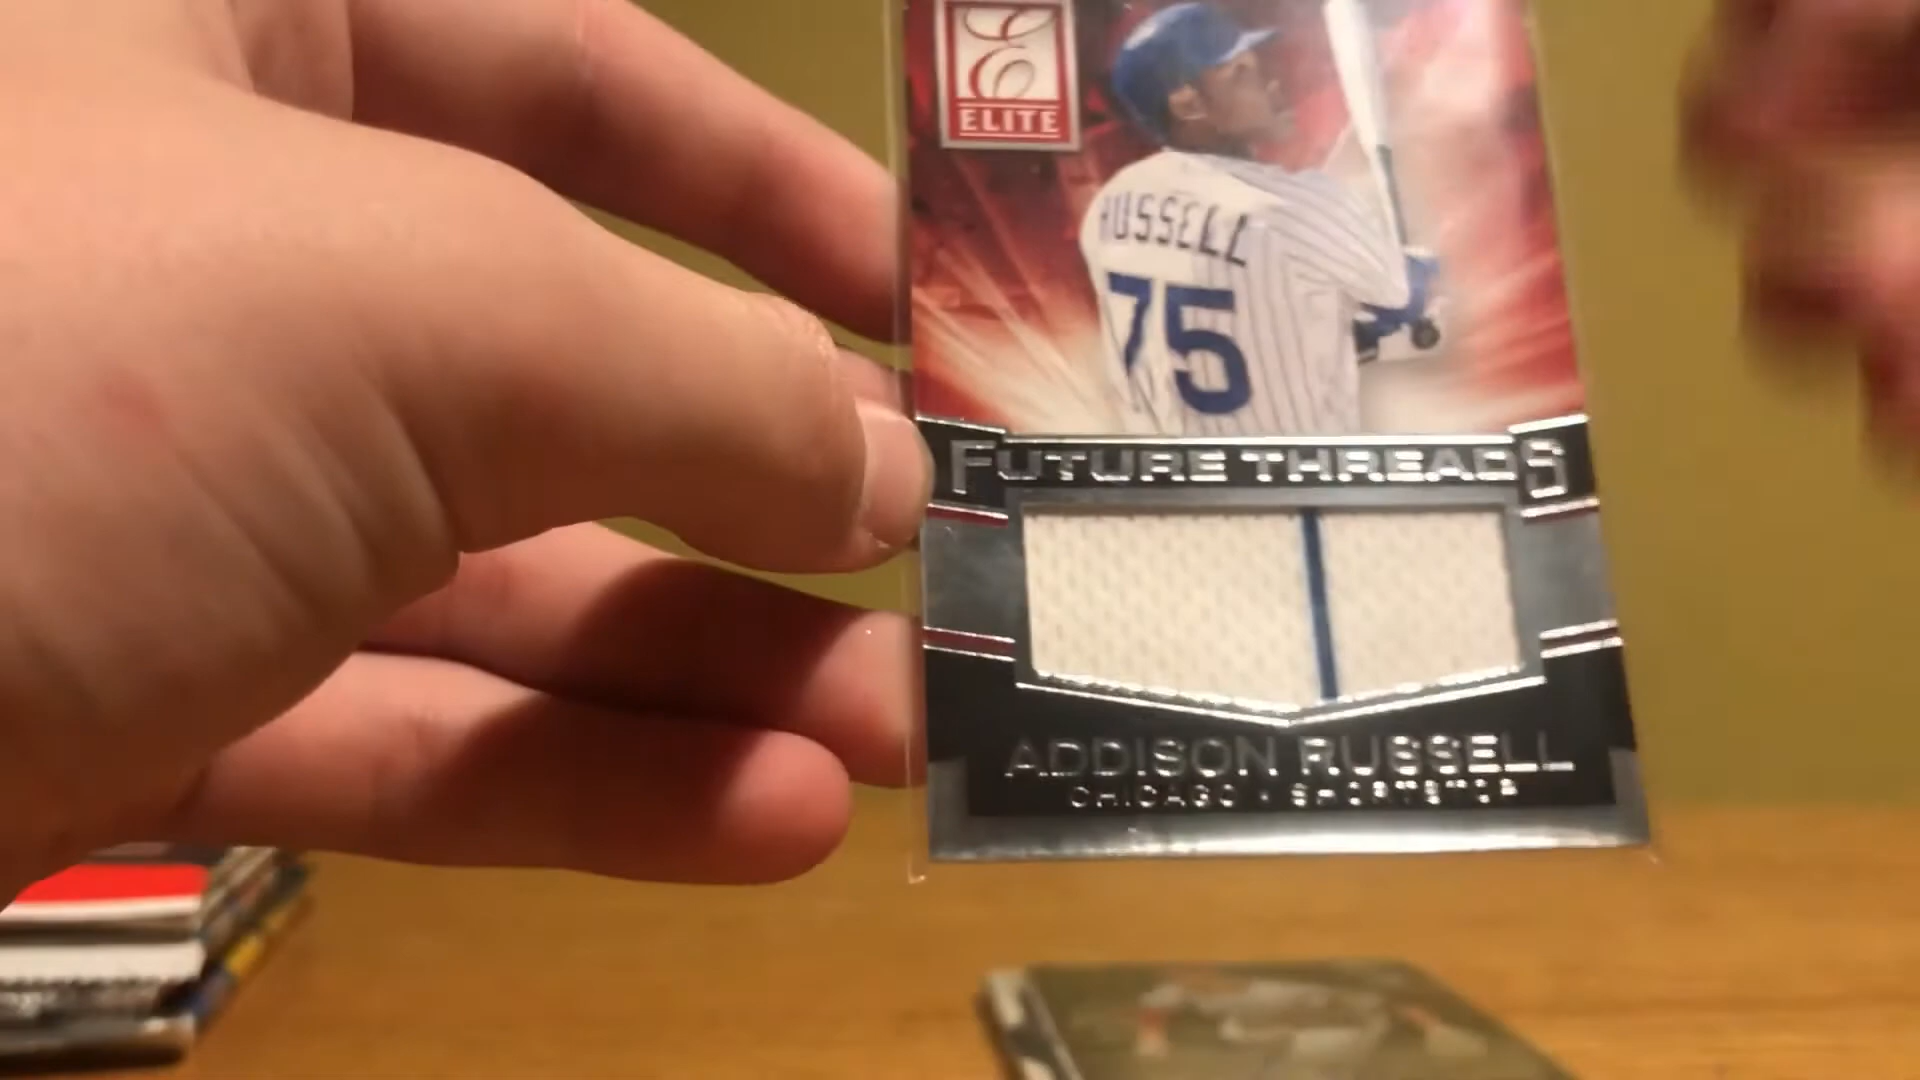 E
ELITE
RUSSELL
75
FUTURE THREADS
ADDISON RUSSELL
CHICAGO • SHORTSTOP